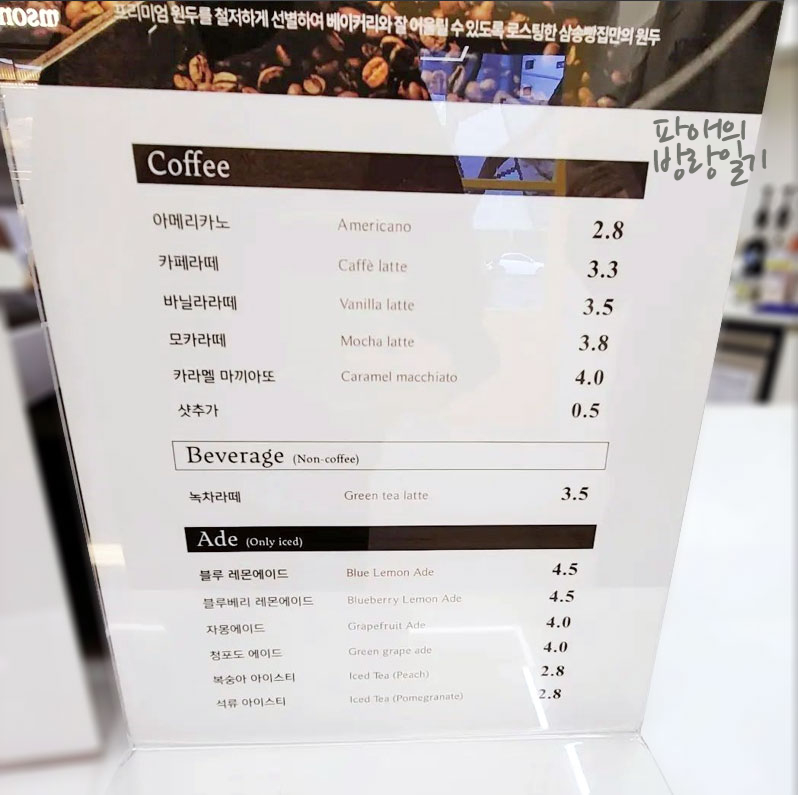 프리미엄 원두를 철저하게 선별하여 베이커리와 잘 어울릴 수 있도록 로스팅한 삼송빵집만의 원두
파애의
방랑일기
Coffee
아메리카노 Americano 2.8
카페라떼 Caffè latte 3.3
바닐라라떼 Vanilla latte 3.5
모카라떼 Mocha latte 3.8
카라멜 마끼아또 Caramel macchiato 4.0
샷추가 0.5
Beverage (Non-coffee)
녹차라떼 Green tea latte 3.5
Ade (Only iced)
블루 레몬에이드 Blue Lemon Ade 4.5
블루베리 레몬에이드 Blueberry Lemon Ade 4.5
자몽에이드 Grapefruit Ade 4.0
청포도 에이드 Green grape ade 4.0
복숭아 아이스티 Iced Tea (Peach) 2.8
석류 아이스티 Iced Tea (Pomegranate) 2.8